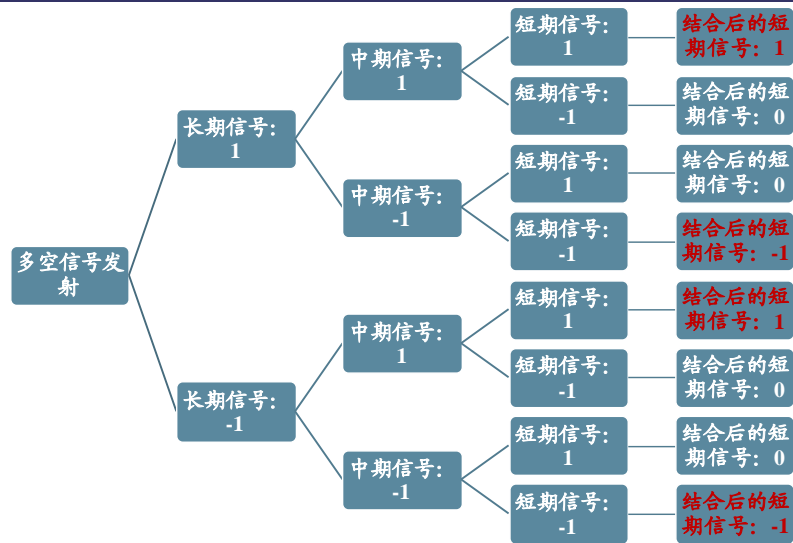 多空信号发
射
长期信号：
1
中期信号：
1
短期信号：
1
结合后的短
期信号：1
短期信号：
-1
结合后的短
期信号：0
中期信号：
-1
短期信号：
1
结合后的短
期信号：0
短期信号：
-1
结合后的短
期信号：-1
长期信号：
-1
中期信号：
1
短期信号：
1
结合后的短
期信号：1
短期信号：
-1
结合后的短
期信号：0
中期信号：
-1
短期信号：
1
结合后的短
期信号：0
短期信号：
-1
结合后的短
期信号：-1